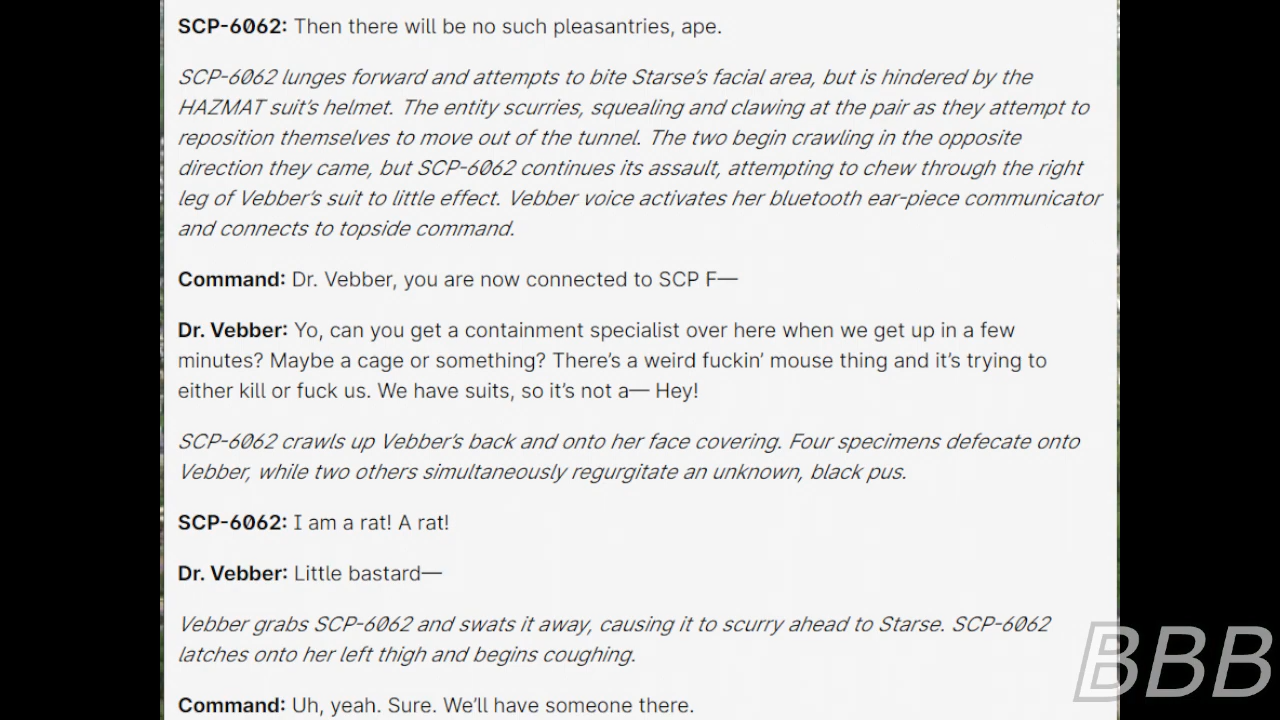 SCP-6062: Then there will be no such pleasantries, ape.
SCP-6062 lunges forward and attempts to bite Starse's facial area, but is hindered by the
HAZMAT suit's helmet. The entity scurries, squealing and clawing at the pair as they attempt to
reposition themselves to move out of the tunnel. The two begin crawling in the opposite
direction they came, but SCP-6062 continues its assault, attempting to chew through the right
leg of Vebber's suit to little effect. Vebber voice activates her bluetooth ear-piece communicator
and connects to topside command.
Command: Dr. Vebber, you are now connected to SCP F—
Dr. Vebber: Yo, can you get a containment specialist over here when we get up in a few
minutes? Maybe a cage or something? There's a weird fuckin' mouse thing and it's trying to
either kill or fuck us. We have suits, so it's not a— Hey!
SCP-6062 crawls up Vebber's back and onto her face covering. Four specimens defecate onto
Vebber, while two others simultaneously regurgitate an unknown, black pus.
SCP-6062: I am a rat! A rat!
Dr. Vebber: Little bastard—
Vebber grabs SCP-6062 and swats it away, causing it to scurry ahead to Starse. SCP-6062
latches onto her left thigh and begins coughing.
Command: Uh, yeah. Sure. We'll have someone there.
BBB